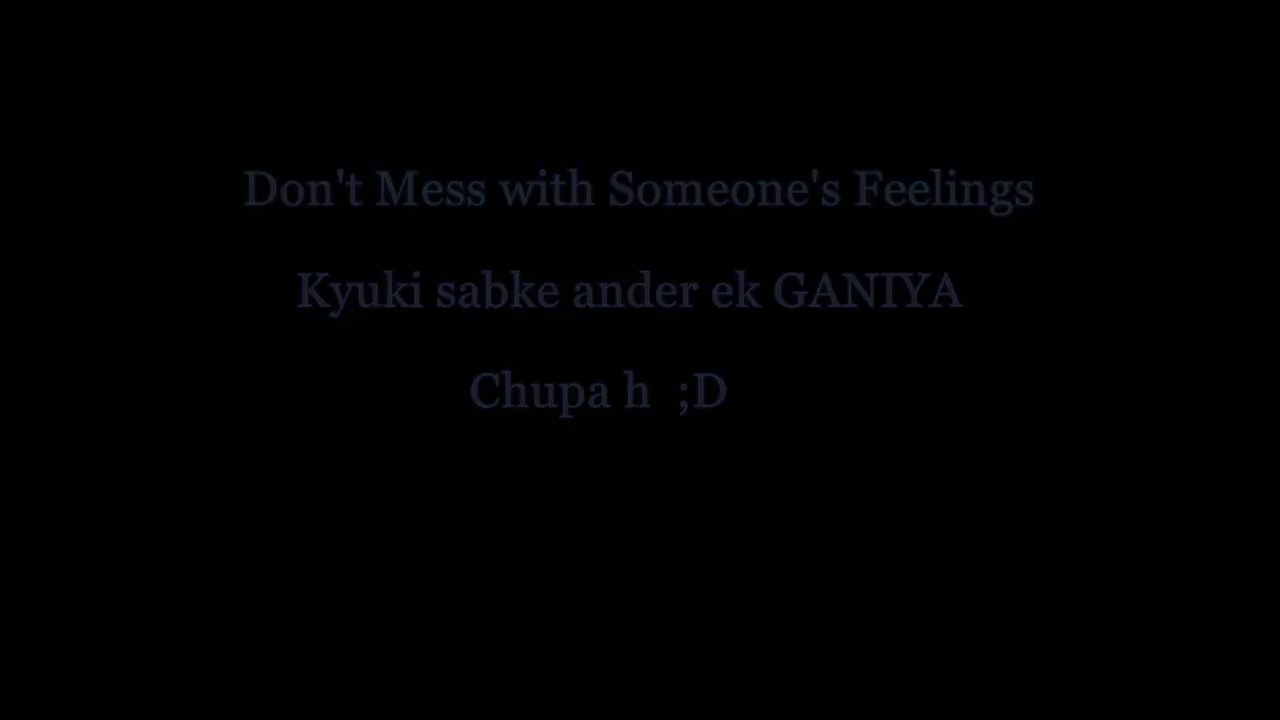 Don't Mess with Someone's Feelings
Kyuki sabke ander ek GANIYA
Chupa h ;D